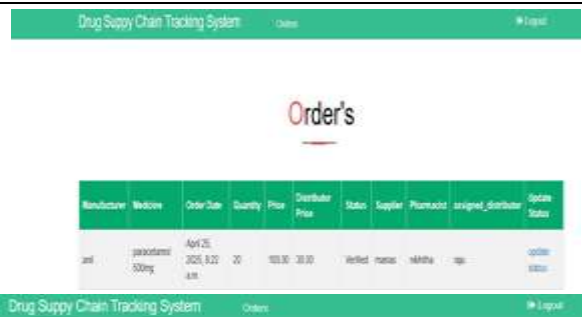 Drug Suppy Chain Tracking System Orders Logout
Order's
Manufacturer Medicine Order Date Quantity Price Distributor Price Status Supplier Pharmacist assigned_distributor Update Status
anil paracetamol 500mg April 25, 2025, 8:22 a.m. 20 100.00 30.00 Verified manas nikhitha raju update status
Drug Suppy Chain Tracking System Orders Logout